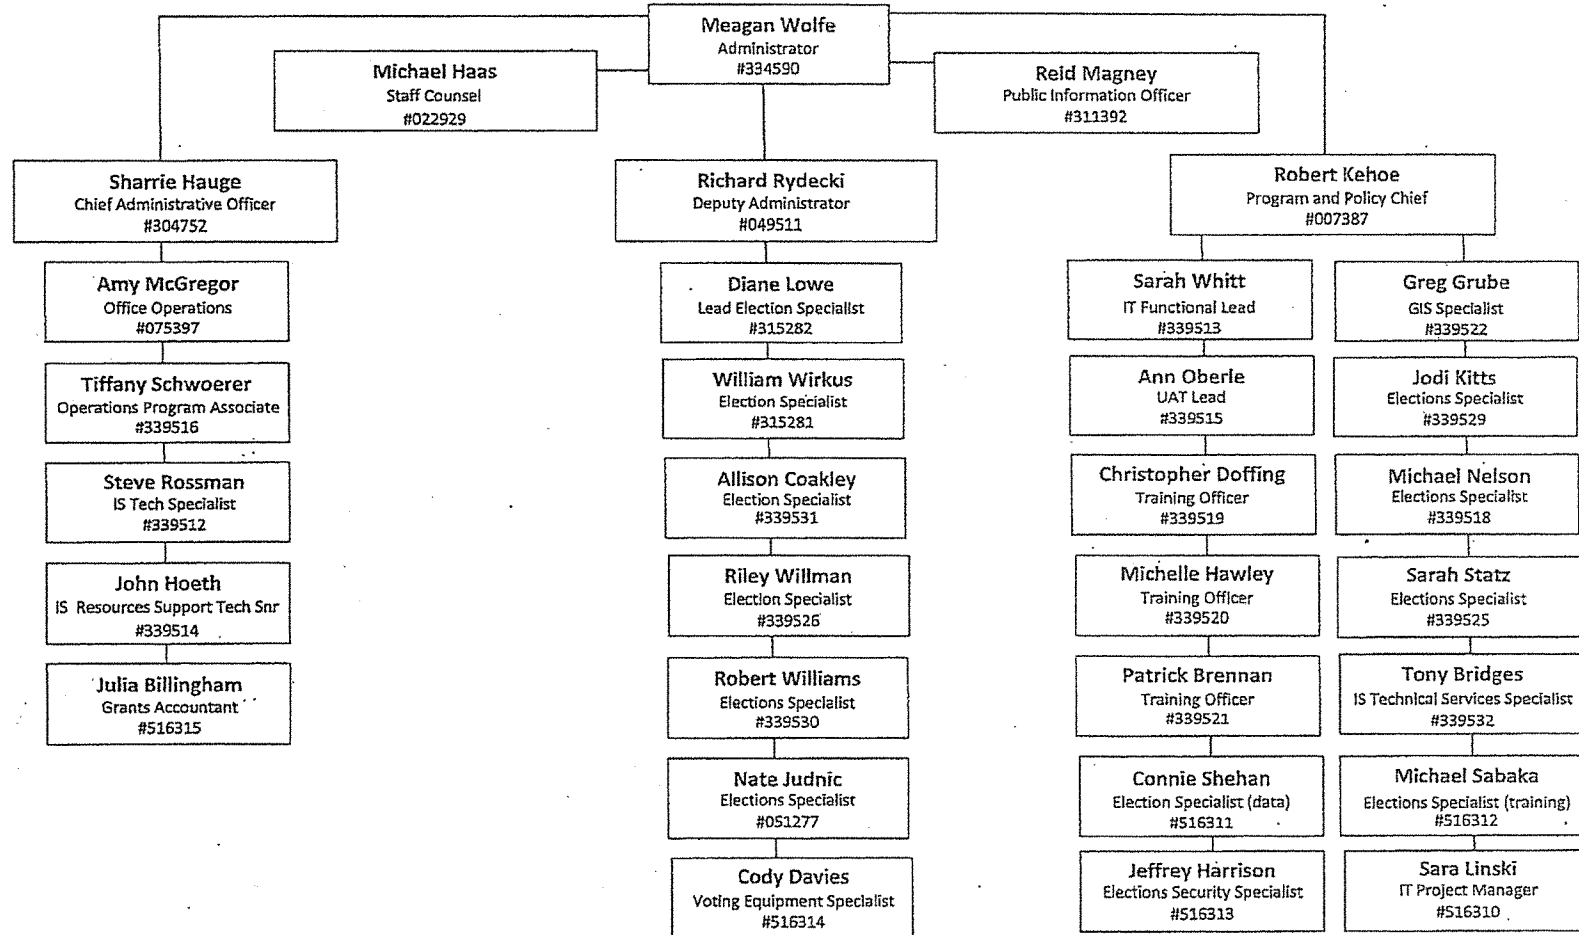 Meagan Wolfe
Administrator
#334590
Michael Haas
Staff Counsel
#022929
Reid Magney
Public Information Officer
#311392
Sharrie Hauge
Chief Administrative Officer
#304752
Richard Rydecki
Deputy Administrator
#049511
Robert Kehoe
Program and Policy Chief
#007387
Amy McGregor
Office Operations
#075397
Tiffany Schwoerer
Operations Program Associate
#339516
Steve Rossman
IS Tech Specialist
#339512
John Hoeth
IS Resources Support Tech Snr
#339514
Julia Billingham
Grants Accountant
#516315
Diane Lowe
Lead Election Specialist
#315282
William Wirkus
Election Specialist
#315281
Allison Coakley
Election Specialist
#339531
Riley Willman
Election Specialist
#339526
Robert Williams
Elections Specialist
#339530
Nate Judnic
Elections Specialist
#051277
Cody Davies
Voting Equipment Specialist
#516314
Sarah Whitt
IT Functional Lead
#339513
Ann Oberle
UAT Lead
#339515
Christopher Doffing
Training Officer
#339519
Michelle Hawley
Training Officer
#339520
Patrick Brennan
Training Officer
#339521
Connie Shehan
Election Specialist (data)
#516311
Jeffrey Harrison
Elections Security Specialist
#516313
Greg Grube
GIS Specialist
#339522
Jodi Kitts
Elections Specialist
#339529
Michael Nelson
Elections Specialist
#339518
Sarah Statz
Elections Specialist
#339525
Tony Bridges
IS Technical Services Specialist
#339532
Michael Sabaka
Elections Specialist (training)
#516312
Sara Linski
IT Project Manager
#516310